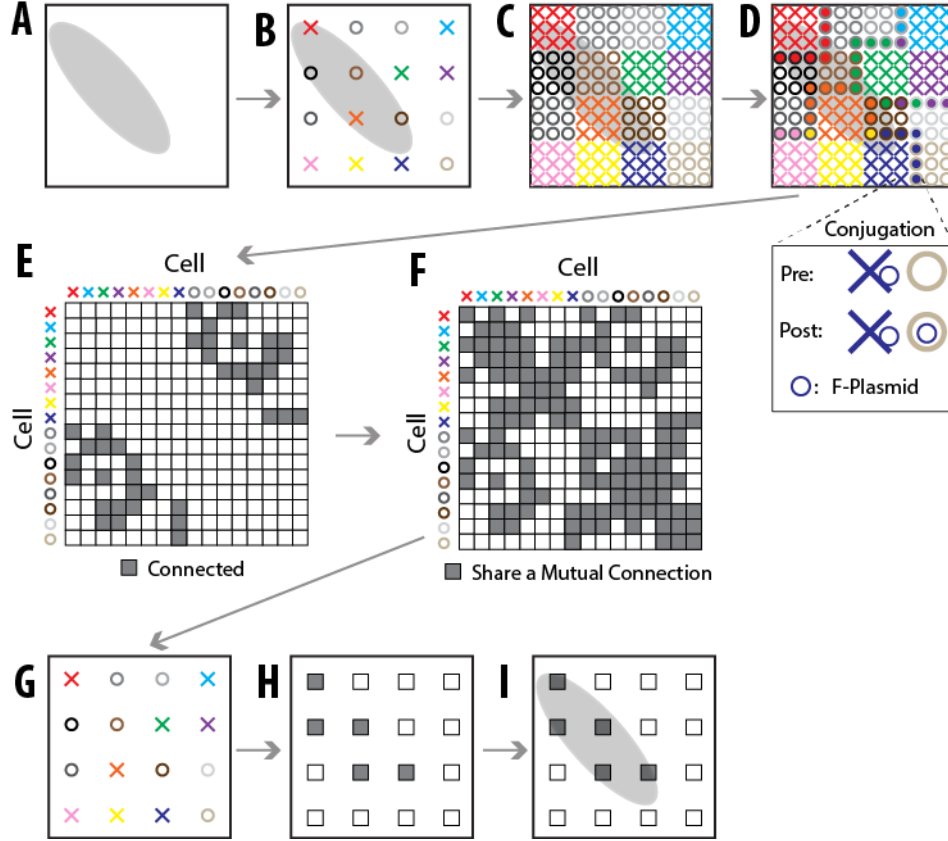 A
B
C
D
Conjugation
Pre:
Post:
: F-Plasmid
E
Cell
Cell
Connected
F
Cell
Cell
Share a Mutual Connection
G
H
I